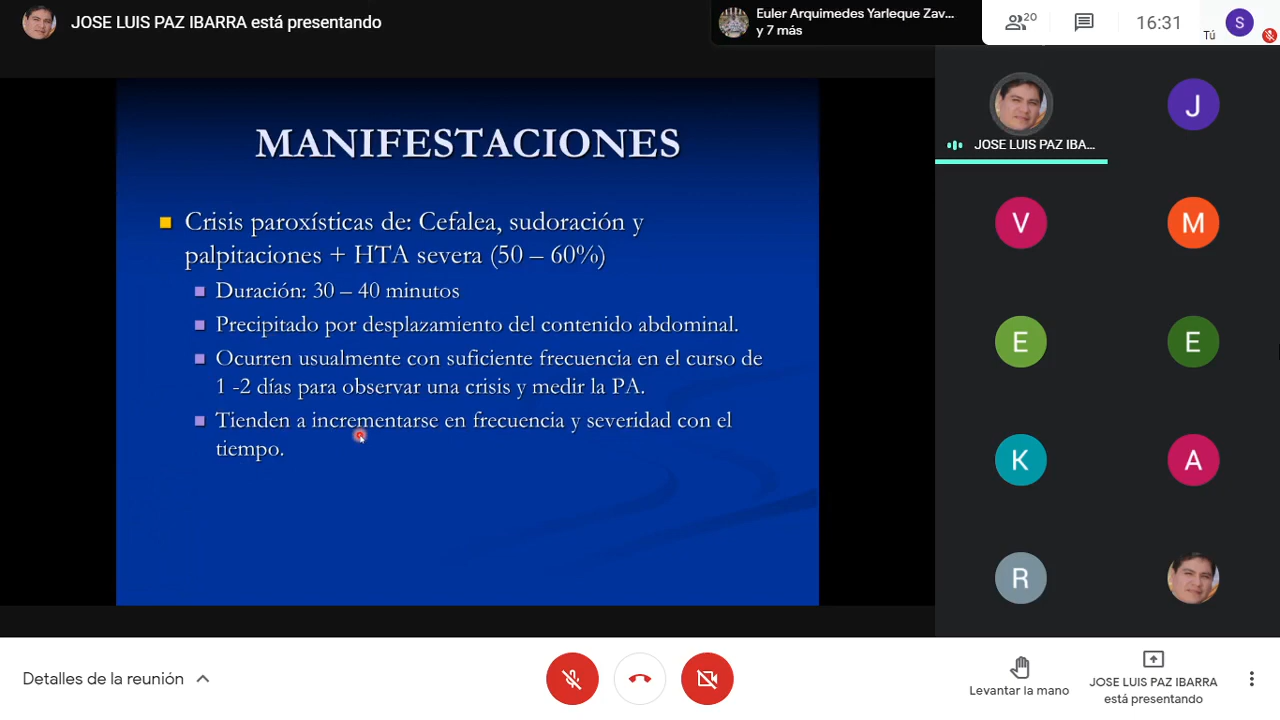 JOSE LUIS PAZ IBARRA está presentando
Euler Arquimedes Yarleque Zav...
y 7 más
20
16:31
Tú
S
MANIFESTACIONES
Crisis paroxísticas de: Cefalea, sudoración y
palpitaciones + HTA severa (50 – 60%)
Duración: 30 – 40 minutos
Precipitado por desplazamiento del contenido abdominal.
Ocurren usualmente con suficiente frecuencia en el curso de
1 -2 días para observar una crisis y medir la PA.
Tienden a incrementarse en frecuencia y severidad con el
tiempo.
JOSE LUIS PAZ IBA...
J
V
M
E
E
K
A
R
Detalles de la reunión
Levantar la mano
JOSE LUIS PAZ IBARRA
está presentando